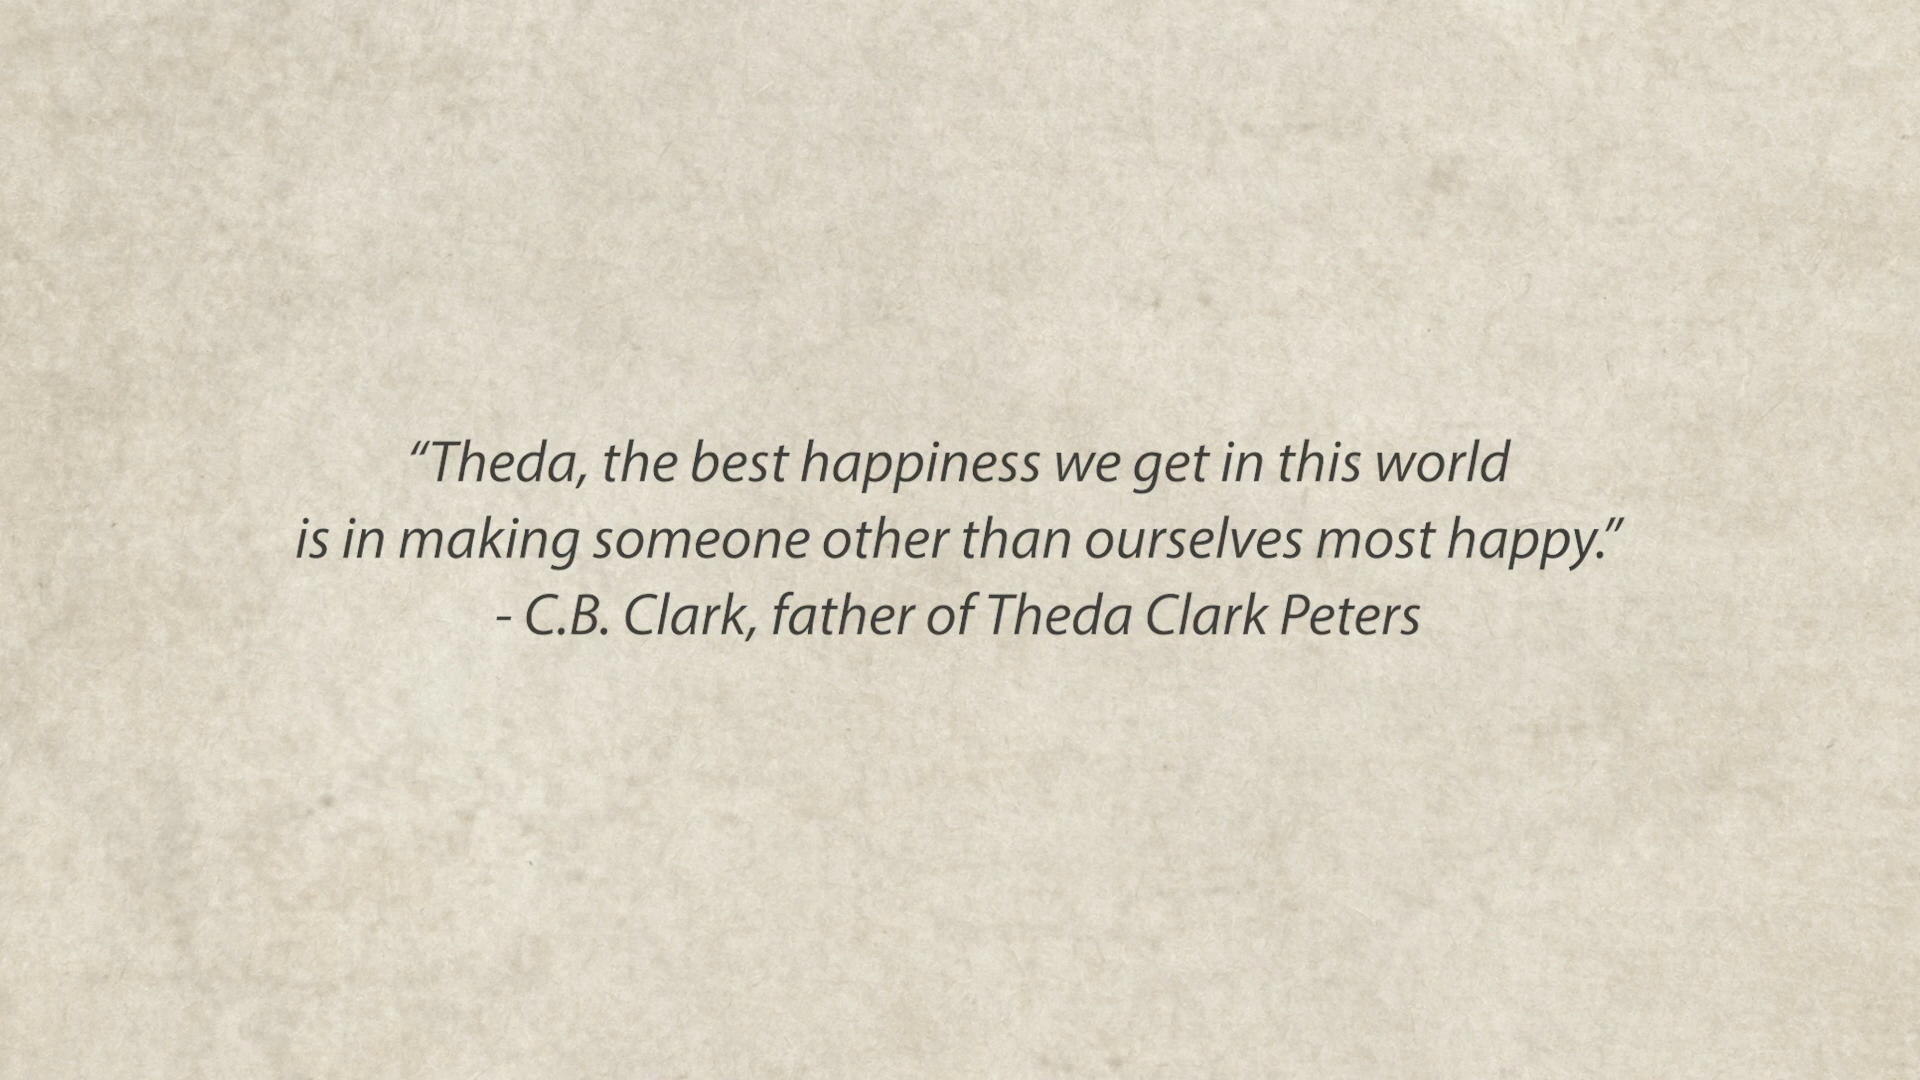 “Theda, the best happiness we get in this world
is in making someone other than ourselves most happy.”
- C.B. Clark, father of Theda Clark Peters